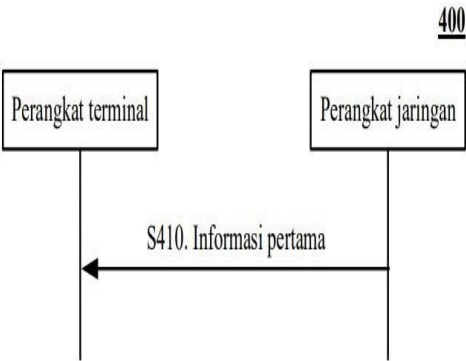 400
Perangkat terminal
Perangkat jaringan
S410. Informasi pertama